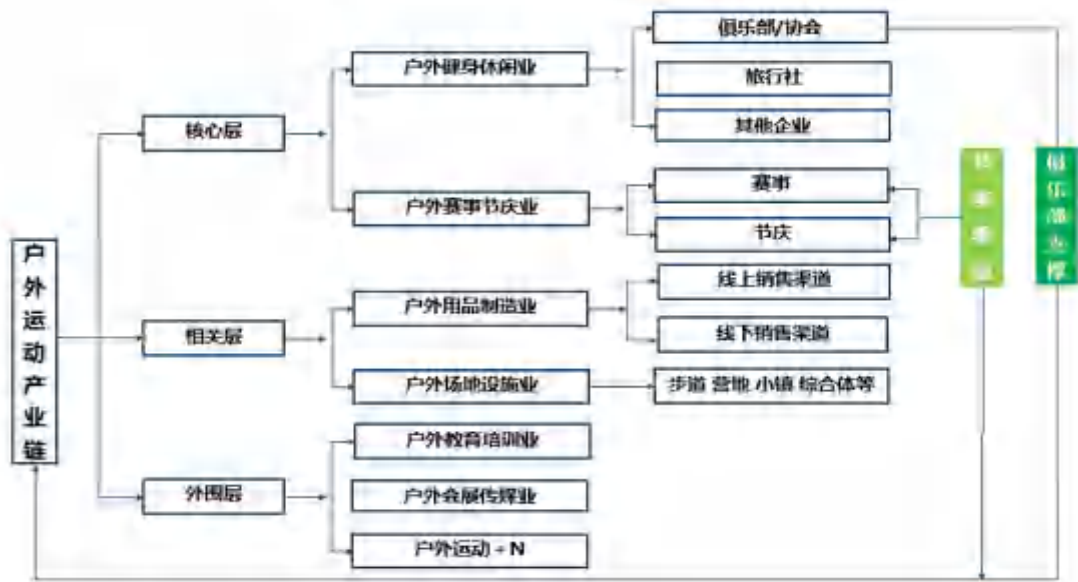 户外运动产业链
核心层
相关层
外围层
户外健身休闲业
户外赛事节庆业
户外用品制造业
户外场地设施业
户外教育培训业
户外会展传媒业
户外运动+N
俱乐部/协会
旅行社
其他企业
赛事
节庆
线上销售渠道
线下销售渠道
步道 营地 小镇 综合体等
俱乐部支撑